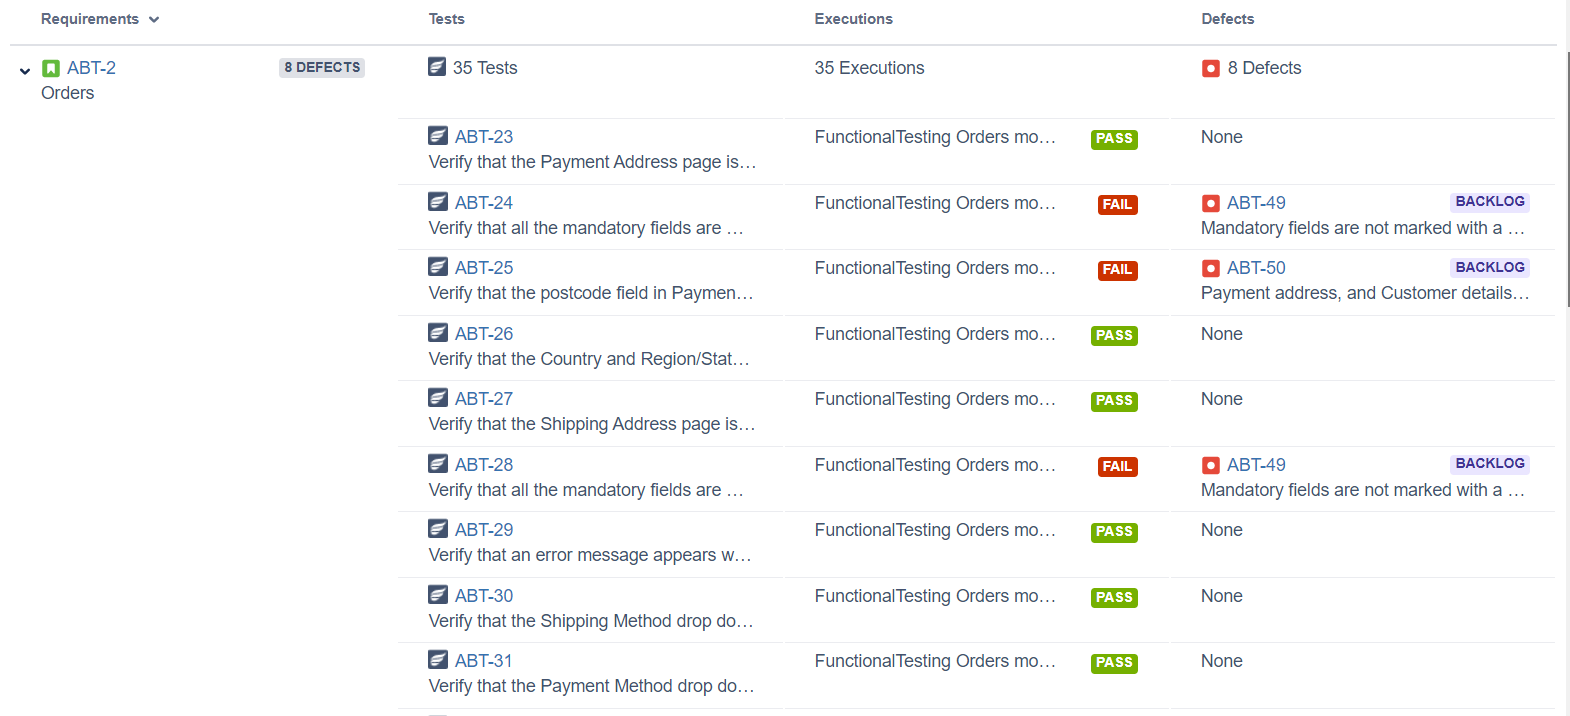 Requirements Tests Executions Defects
ABT-2 8 DEFECTS 35 Tests 35 Executions 8 Defects
Orders
ABT-23 FunctionalTesting Orders mo… PASS None
Verify that the Payment Address page is…
ABT-24 FunctionalTesting Orders mo… FAIL ABT-49 BACKLOG
Verify that all the mandatory fields are … Mandatory fields are not marked with a …
ABT-25 FunctionalTesting Orders mo… FAIL ABT-50 BACKLOG
Verify that the postcode field in Paymen… Payment address, and Customer details…
ABT-26 FunctionalTesting Orders mo… PASS None
Verify that the Country and Region/Stat…
ABT-27 FunctionalTesting Orders mo… PASS None
Verify that the Shipping Address page is…
ABT-28 FunctionalTesting Orders mo… FAIL ABT-49 BACKLOG
Verify that all the mandatory fields are … Mandatory fields are not marked with a …
ABT-29 FunctionalTesting Orders mo… PASS None
Verify that an error message appears w…
ABT-30 FunctionalTesting Orders mo… PASS None
Verify that the Shipping Method drop do…
ABT-31 FunctionalTesting Orders mo… PASS None
Verify that the Payment Method drop do…